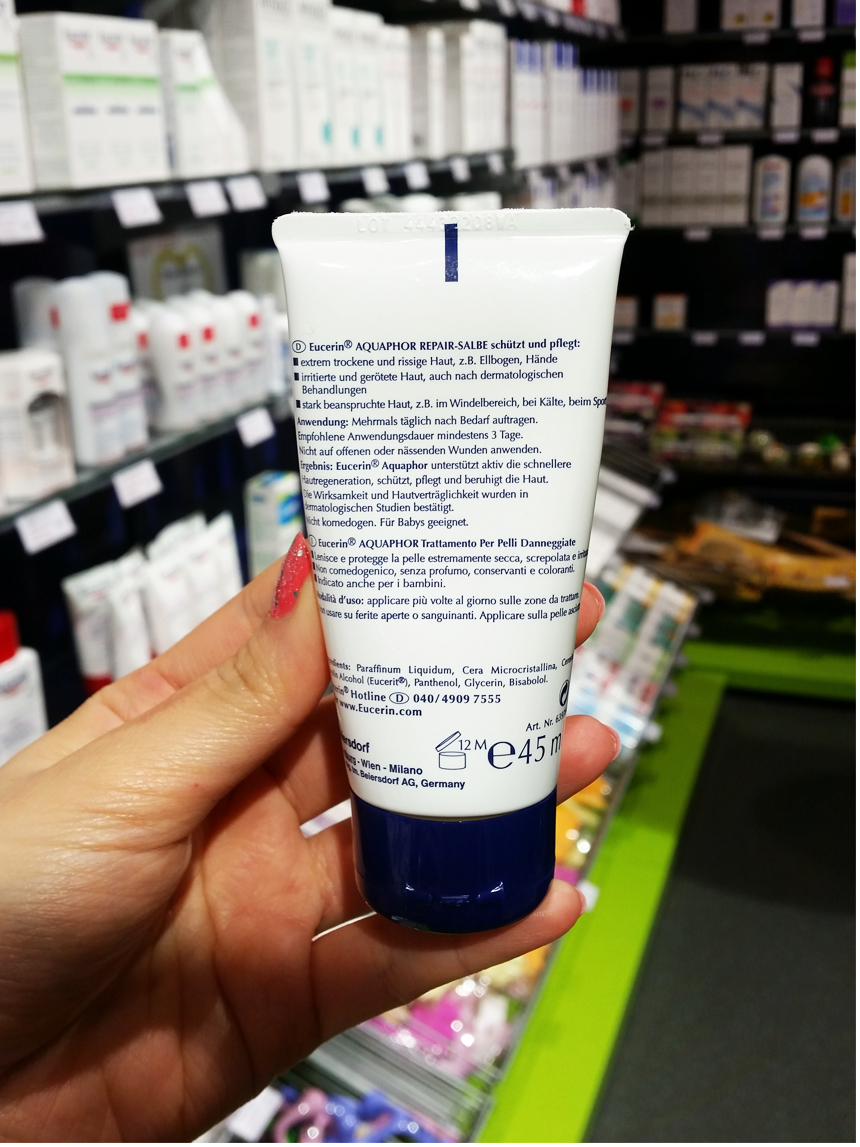 Ⓓ Eucerin® AQUAPHOR REPAIR-SALBE schützt und pflegt:
■ extrem trockene und rissige Haut, z.B. Ellbogen, Hände
■ irritierte und gerötete Haut, auch nach dermatologischen
Behandlungen
■ stark beanspruchte Haut, z.B. im Windelbereich, bei Kälte, beim
Anwendung: Mehrmals täglich nach Bedarf auftragen.
Empfohlene Anwendungsdauer mindestens 3 Tage.
Nicht auf offenen oder nässenden Wunden anwenden.
Ergebnis: Eucerin® Aquaphor unterstützt aktiv die schnellere
Hautregeneration, schützt, pflegt und beruhigt die Haut.
Die Wirksamkeit und Hautverträglichkeit wurden in
dermatologischen Studien bestätigt.
Nicht komedogen. Für Babys geeignet.
Eucerin® AQUAPHOR Trattamento Per Pelli Danneggiate
■ Lenisce e protegge la pelle estremamente secca, screpolata e
■ Non comedogenico, senza profumo, conservanti e coloranti.
■ Indicato anche per i bambini.
d'uso: applicare più volte al giorno sulle zone da
usare su ferite aperte o sanguinanti. Applicare sulla pelle
Paraffinum Liquidum, Cera Microcristallina,
Alcohol (Eucerit®), Panthenol, Glycerin, Bisabolol.
Hotline Ⓓ 040/4909 7555
www.Eucerin.com
Art. Nr.
12 M ℮ 45
- Wien - Milano
Beiersdorf AG, Germany